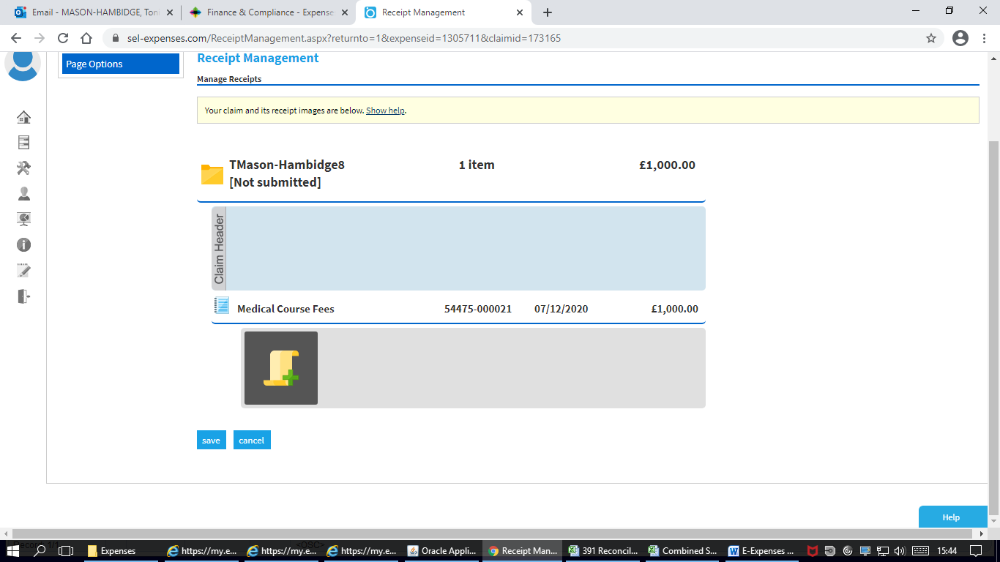 Email - MASON-HAMBIDGE, Ton
Finance & Compliance - Expense
Receipt Management
sel-expenses.com/ReceiptManagement.aspx?returnto=1&expenseid=1305711&claimid=173165
Page Options
Receipt Management
Manage Receipts
Your claim and its receipt images are below. Show help.
TMason-Hambidge8 1 item £1,000.00
[Not submitted]
Claim Header
Medical Course Fees 54475-000021 07/12/2020 £1,000.00
save cancel
Help
Record: 1/1 <OSC>
Expenses https://my.e... https://my.e... https://my.e... Oracle Appli... Receipt Man... 391 Reconcil... Combined S... E-Expenses ... 15:44